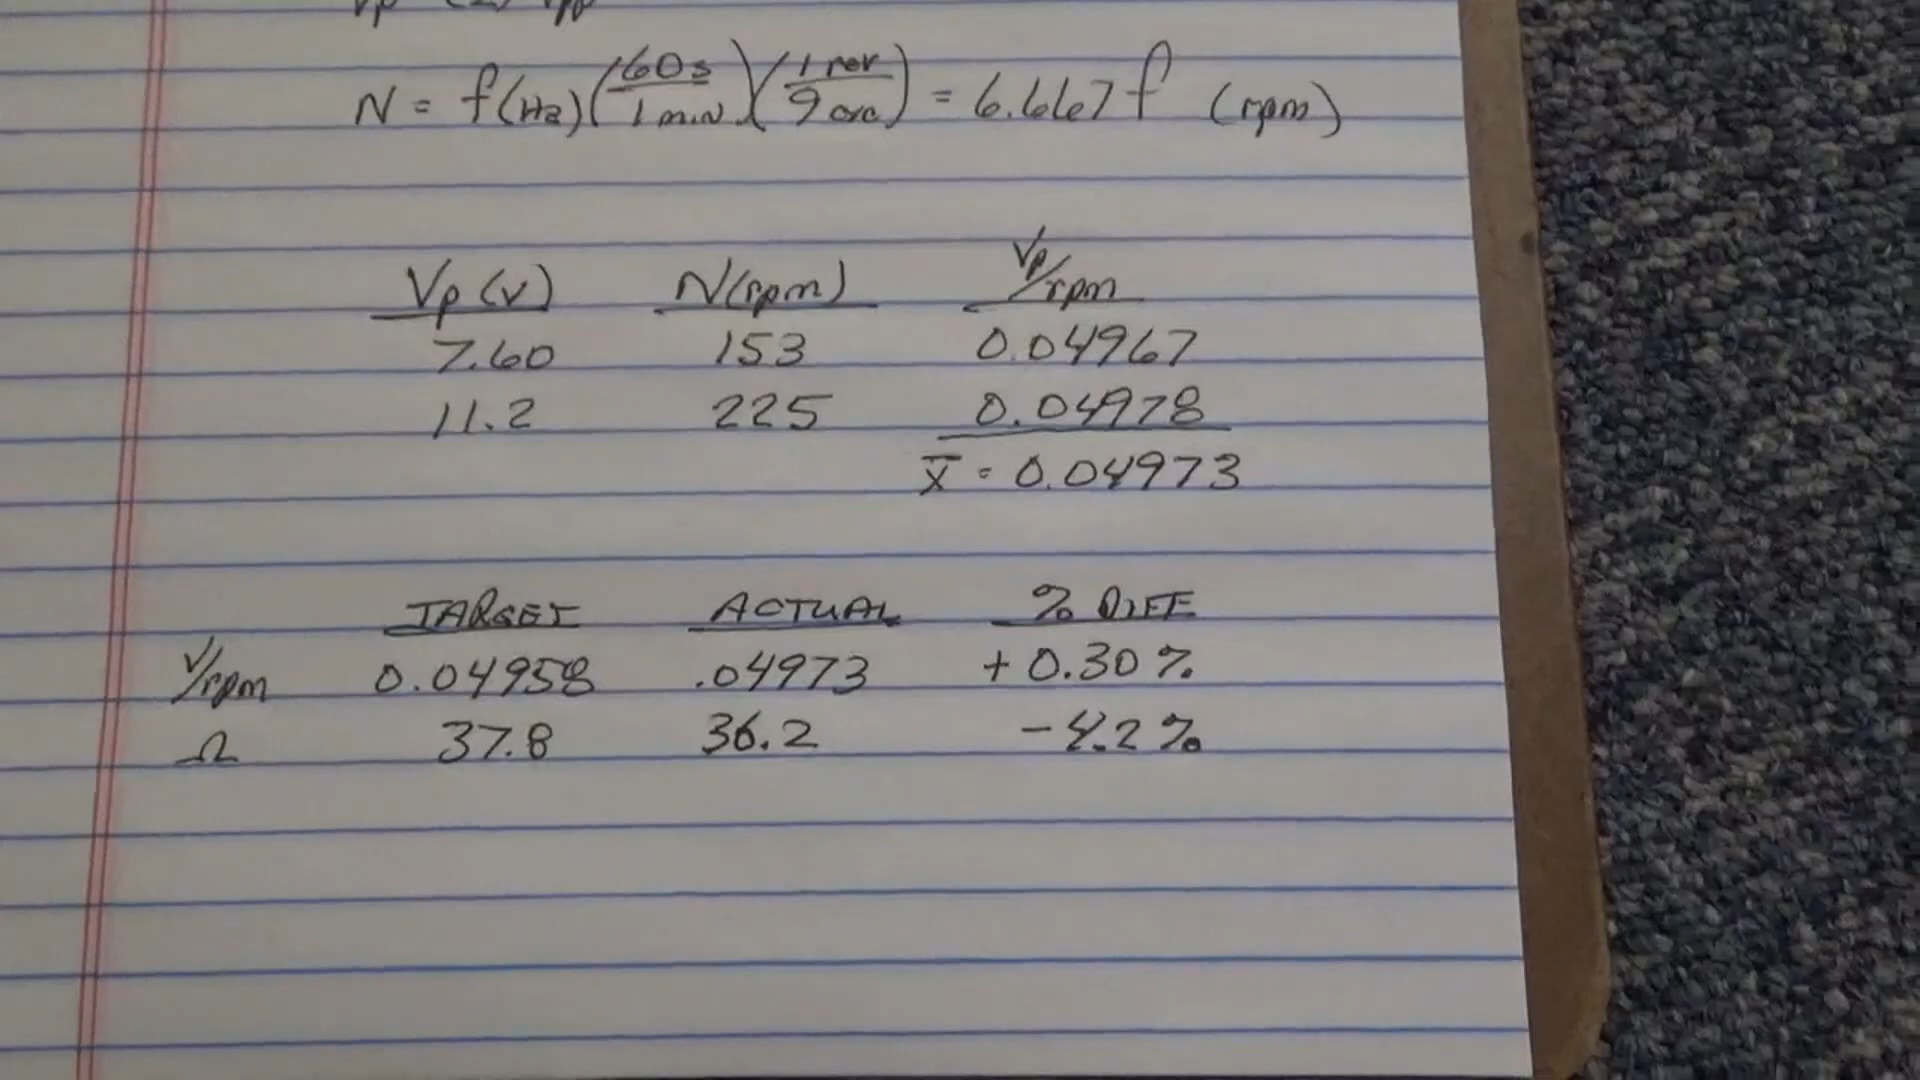 N = f(Hz)(60s/1 min)(1 rev/9 cyc) = 6.667 f (rpm)
Vp (v) N(rpm) Vp/rpm
7.60 153 0.04967
11.2 225 0.04978
x̄ = 0.04973
TARGET ACTUAL % DIFF
V/rpm 0.04958 .04973 +0.30%
Ω 37.8 36.2 -4.2%